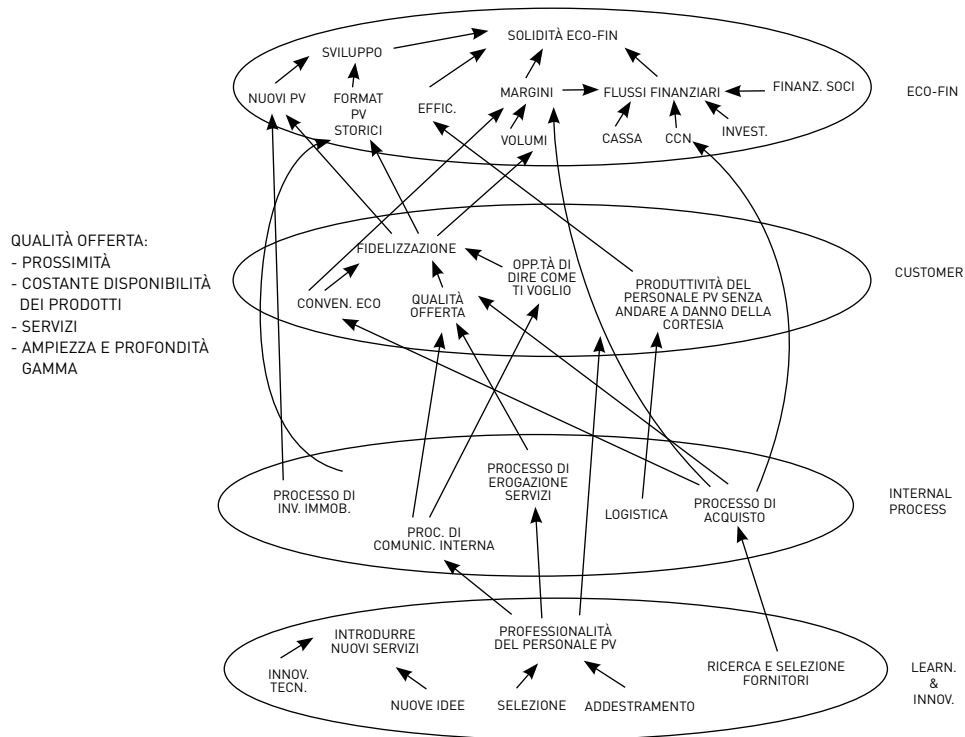 SOLIDITÀ ECO-FIN
SVILUPPO
NUOVI PV
FORMAT
PV
STORICI
EFFIC.
MARGINI
FLUSSI FINANZIARI
FINANZ. SOCI
ECO-FIN
VOLUMI
CASSA
CCN
INVEST.
QUALITÀ OFFERTA:
- PROSSIMITÀ
- COSTANTE DISPONIBILITÀ
DEI PRODOTTI
- SERVIZI
- AMPIEZZA E PROFONDITÀ
GAMMA
FIDELIZZAZIONE
OPP.TÀ DI
DIRE COME
TI VOGLIO
CONVEN. ECO
QUALITÀ
OFFERTA
PRODUTTIVITÀ DEL
PERSONALE PV SENZA
ANDARE A DANNO DELLA
CORTESIA
CUSTOMER
PROCESSO DI
INV. IMMOB.
PROC. DI
COMUNIC. INTERNA
PROCESSO DI
EROGAZIONE
SERVIZI
LOGISTICA
PROCESSO DI
ACQUISTO
INTERNAL
PROCESS
INTRODURRE
NUOVI SERVIZI
INNOV.
TECN.
NUOVE IDEE
PROFESSIONALITÀ
DEL PERSONALE PV
SELEZIONE
ADDESTRAMENTO
RICERCA E SELEZIONE
FORNITORI
LEARN.
&
INNOV.